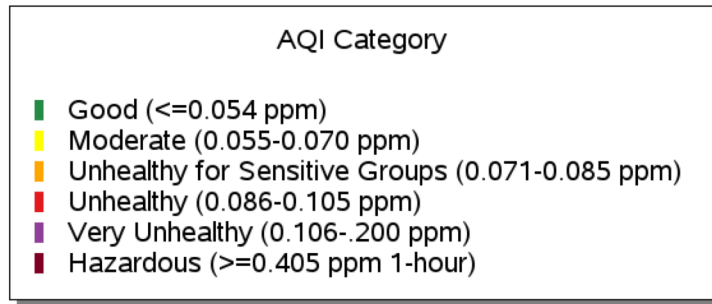 AQI Category
Good (<=0.054 ppm)
Moderate (0.055-0.070 ppm)
Unhealthy for Sensitive Groups (0.071-0.085 ppm)
Unhealthy (0.086-0.105 ppm)
Very Unhealthy (0.106-.200 ppm)
Hazardous (>=0.405 ppm 1-hour)